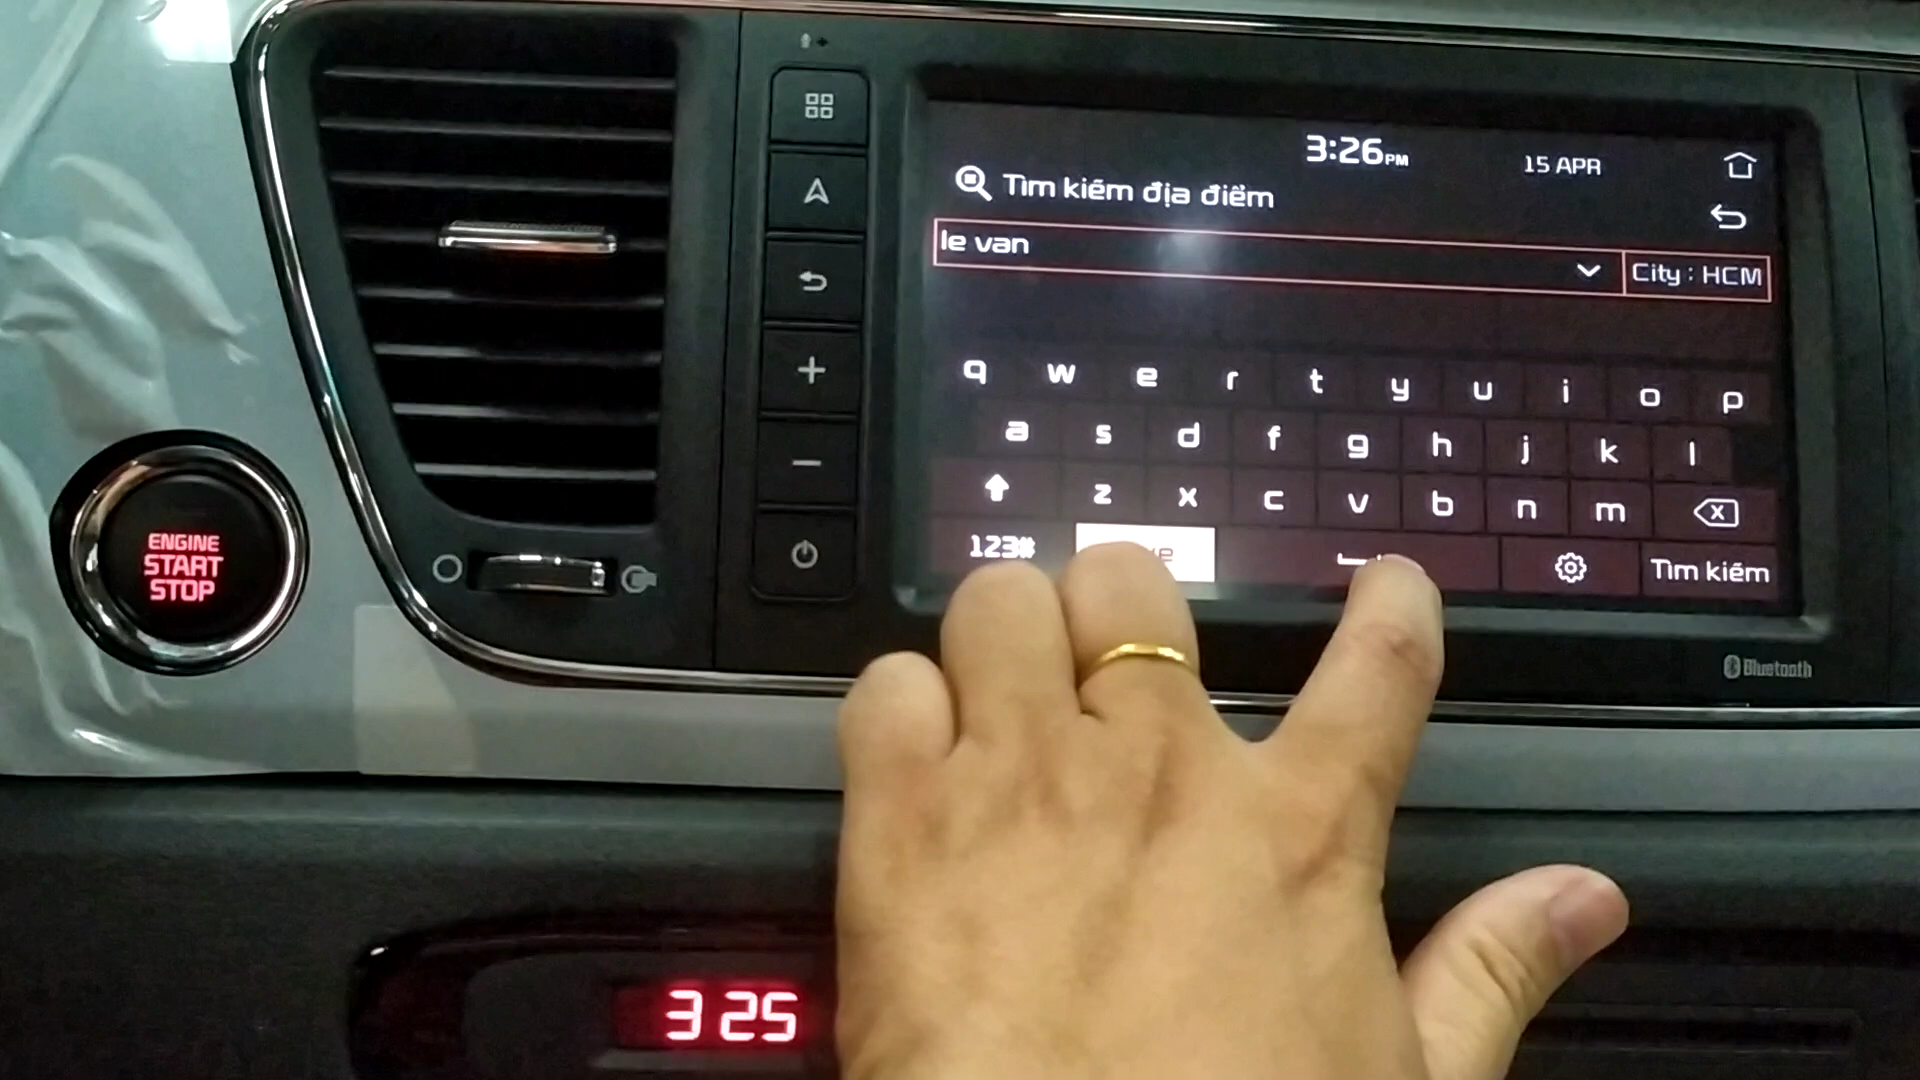 3:26PM
15 APR
Tìm kiếm địa điểm
le van
City : HCM
q w e r t y u i o p
a s d f g h j k l
z x c v b n m
123#
Tìm kiếm
ENGINE
START
STOP
Bluetooth
3 25